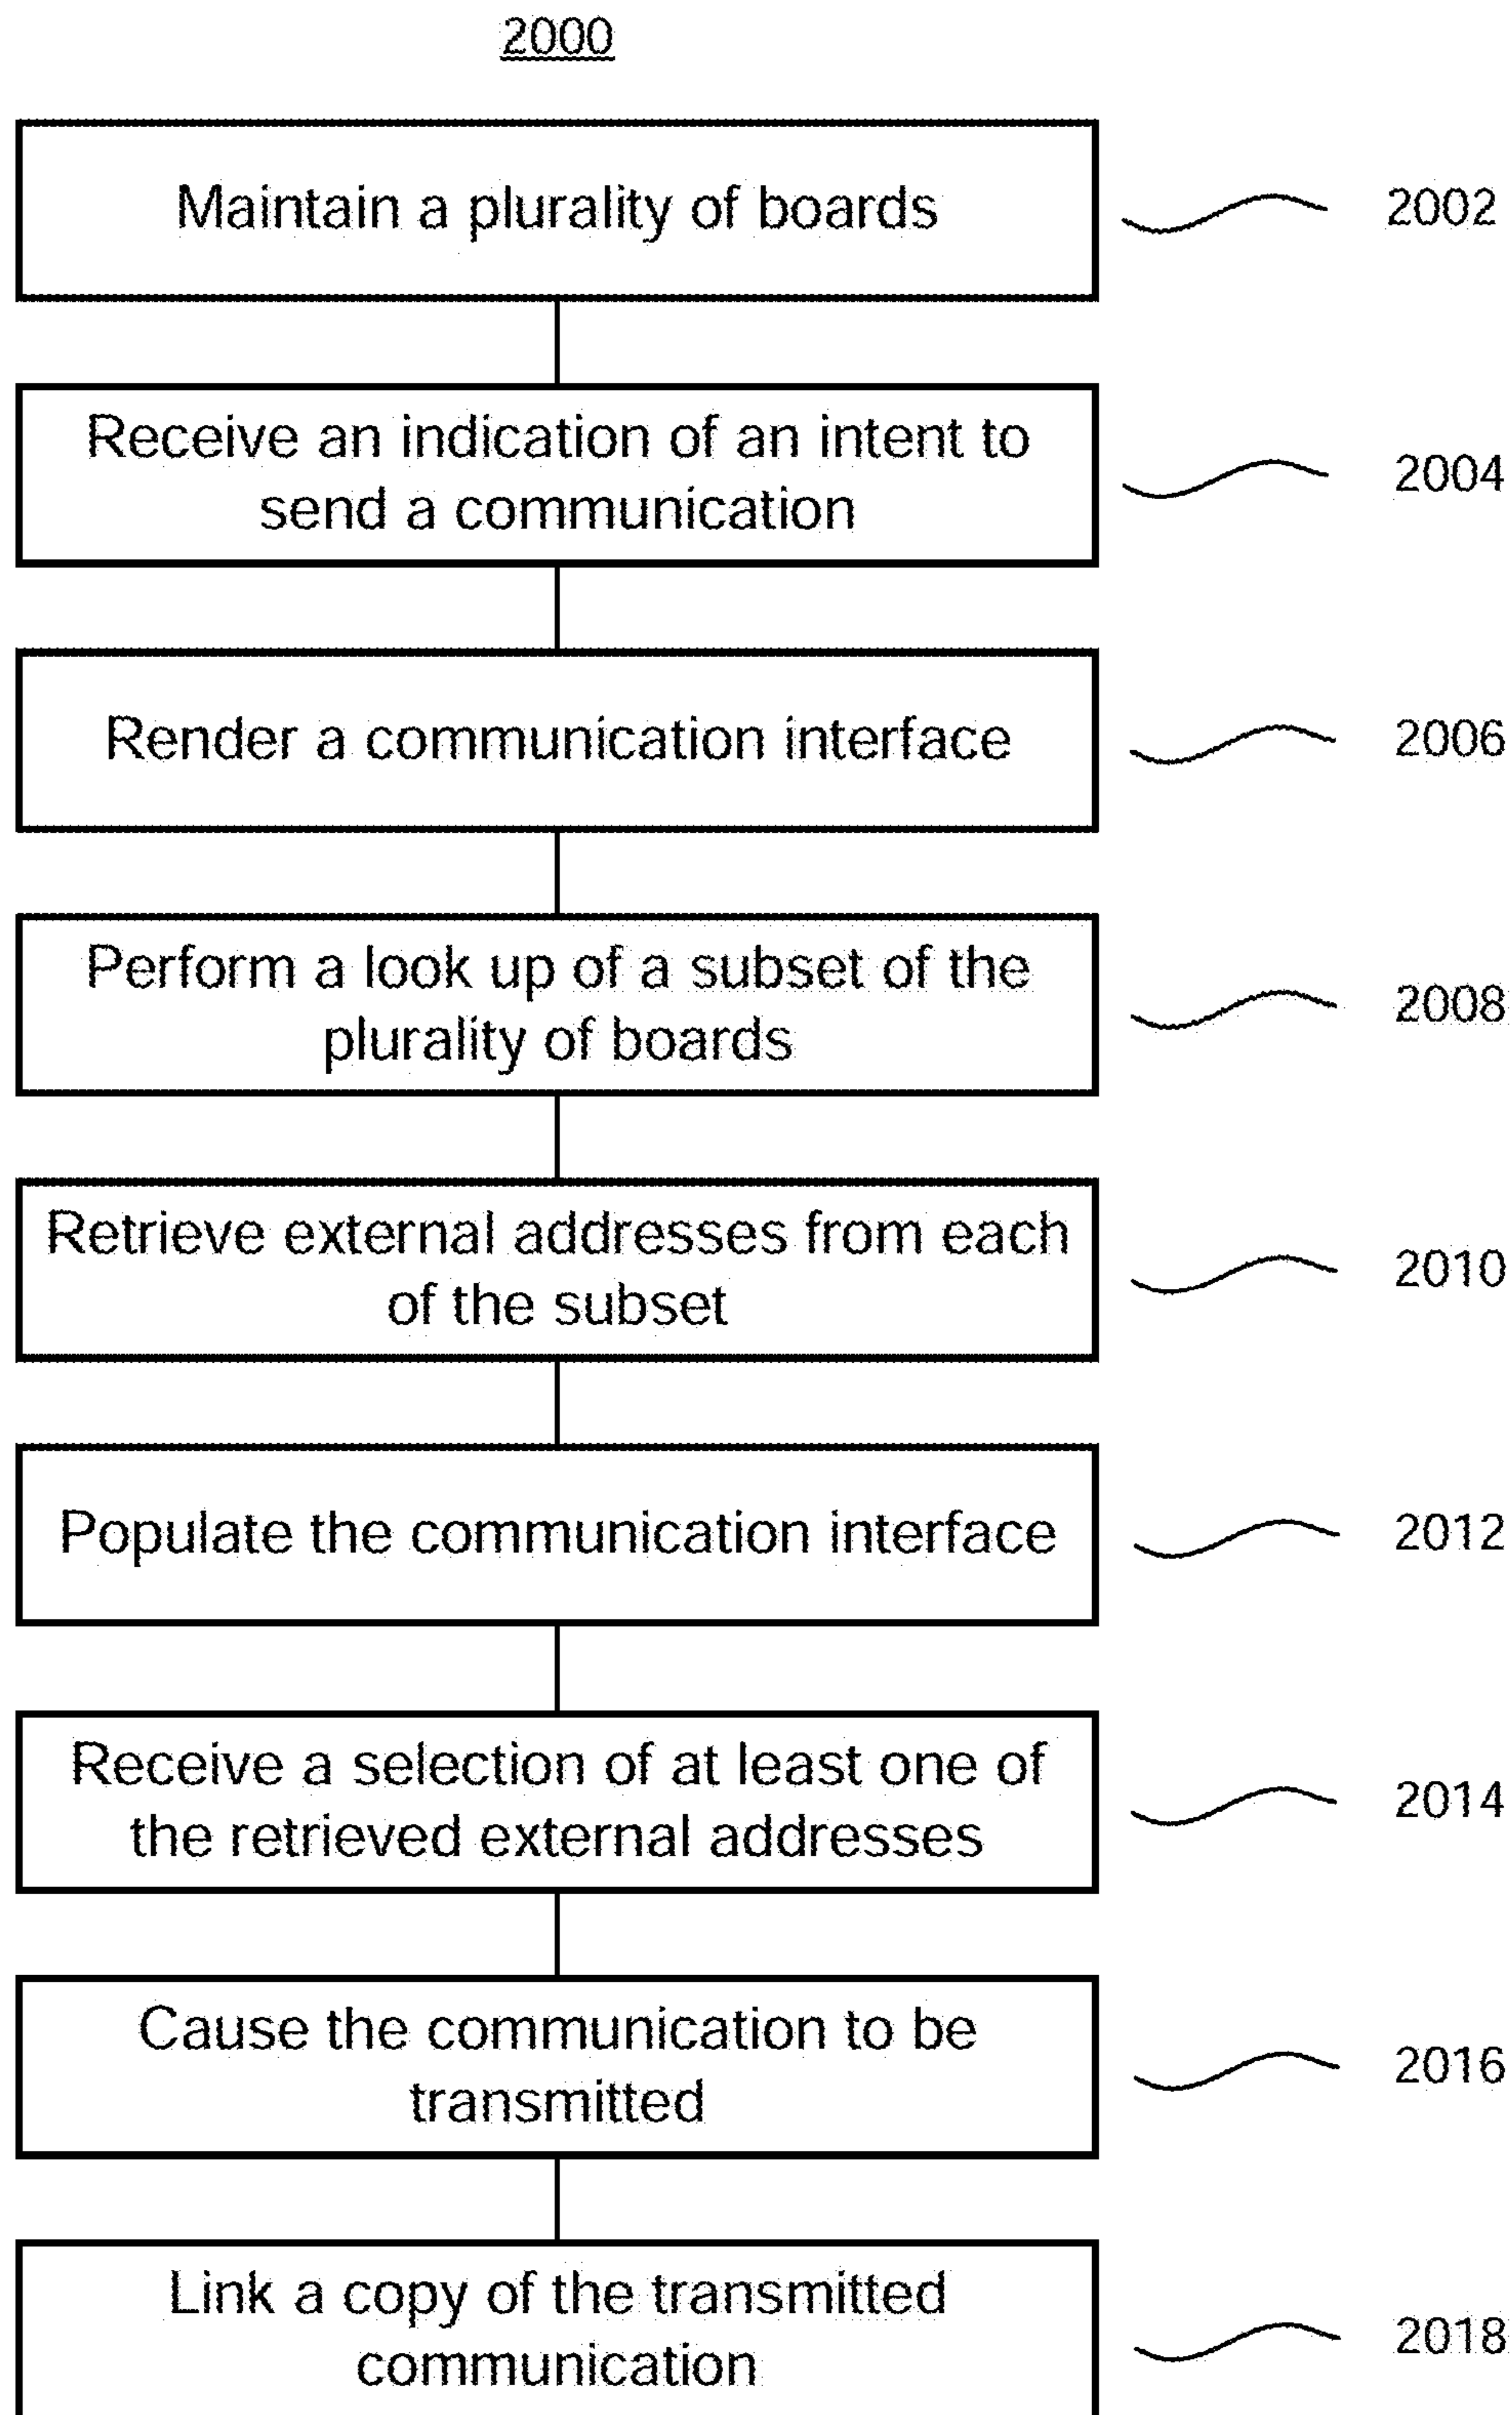 2000
Maintain a plurality of boards
2002
Receive an indication of an intent to
send a communication
2004
Render a communication interface
2006
Perform a look up of a subset of the
plurality of boards
2008
Retrieve external addresses from each
of the subset
2010
Populate the communication interface
2012
Receive a selection of at least one of
the retrieved external addresses
2014
Cause the communication to be
transmitted
2016
Link a copy of the transmitted
communication
2018